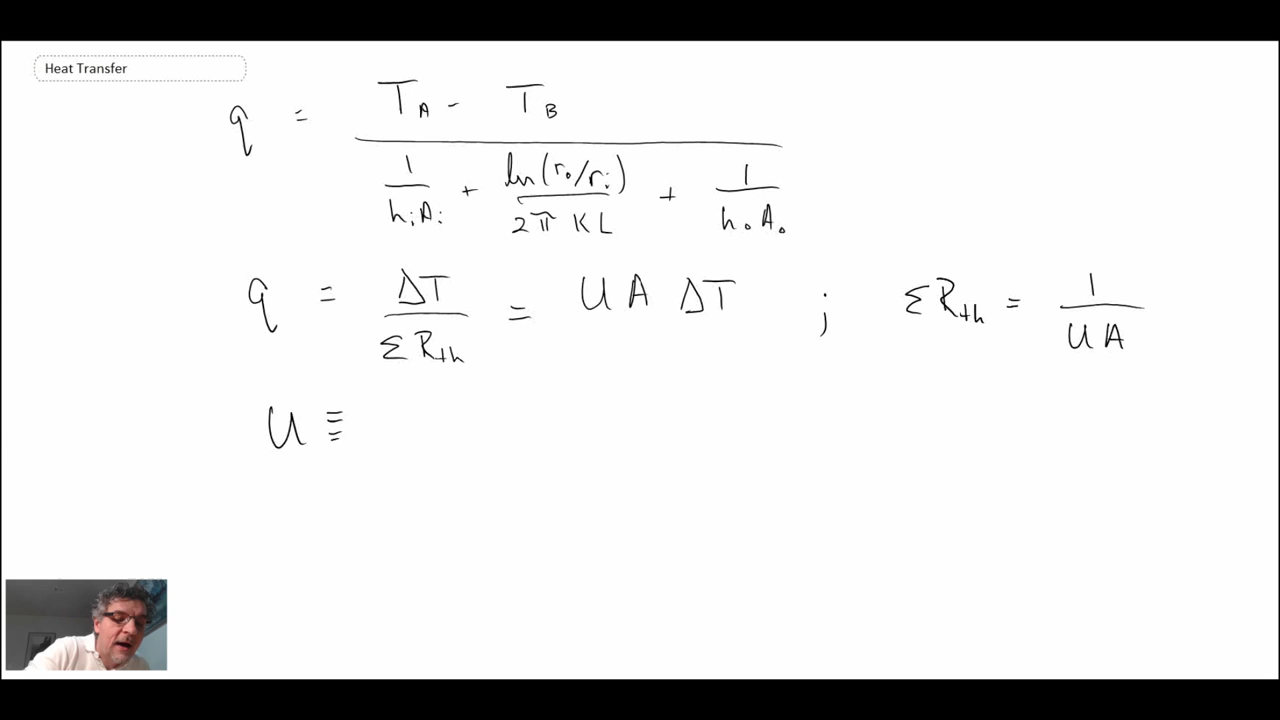 Heat Transfer
q = (T_A - T_B) / (1/(h_i A_i) + ln(r_o/r_i)/(2π K L) + 1/(h_o A_o))
q = ΔT / ΣR_th = U A ΔT ; ΣR_th = 1 / (U A)
U ≡